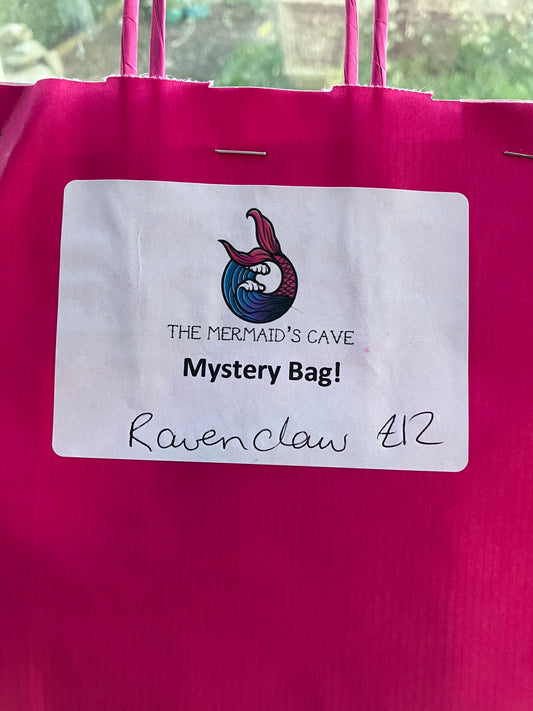 THE MERMAID'S CAVE
Mystery Bag!
Ravenclaw £12